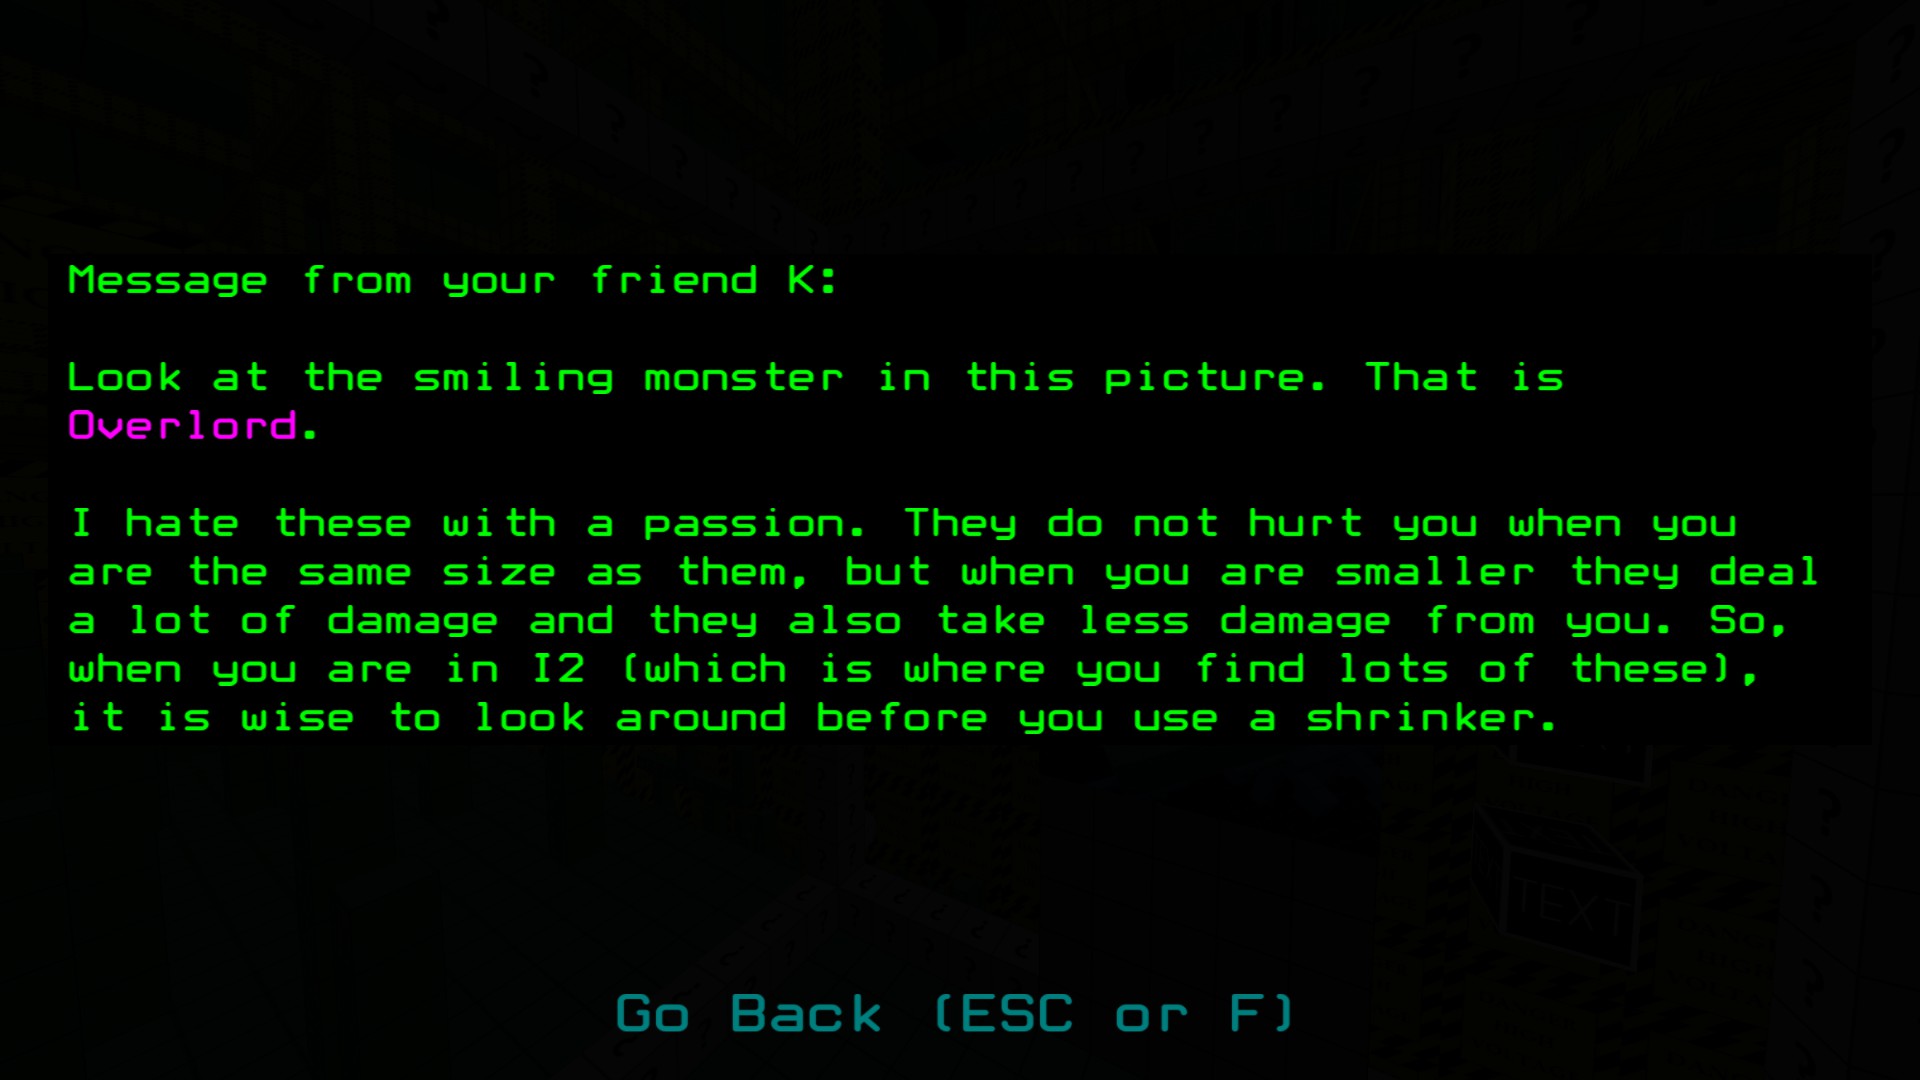 Message from your friend K:
Look at the smiling monster in this picture. That is
Overlord.
I hate these with a passion. They do not hurt you when you
are the same size as them, but when you are smaller they deal
a lot of damage and they also take less damage from you. So,
when you are in I2 (which is where you find lots of these),
it is wise to look around before you use a shrinker.
TEXT
Go Back (ESC or F)